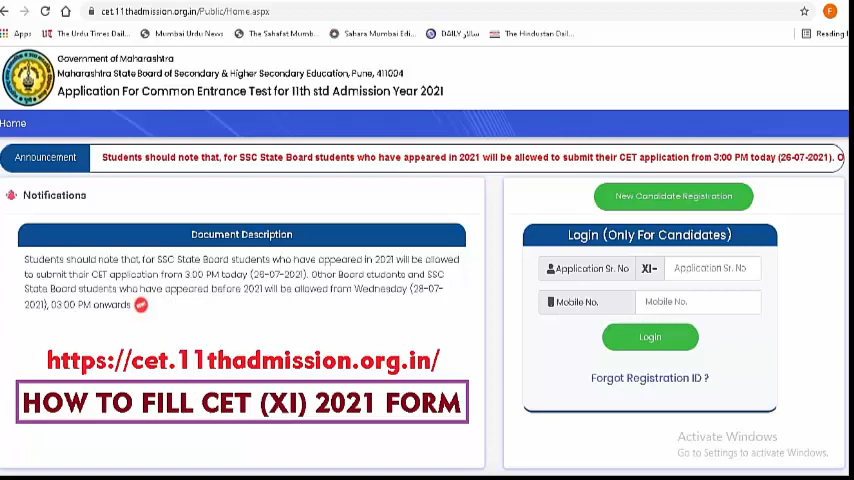 cet.11thadmission.org.in/Public/Home.aspx
Apps The Urdu Times Dail... Mumbai Urdu News The Sahafat Mumb... Sahara Mumbai Edi... DAILY سالار The Hindustan Dail... Reading
Government of Maharashtra
Maharashtra State Board of Secondary & Higher Secondary Education, Pune, 411004
Application For Common Entrance Test for 11th std Admission Year 2021
Home
Announcement Students should note that, for SSC State Board students who have appeared in 2021 will be allowed to submit their CET application from 3:00 PM today (26-07-2021). O
Notifications
Document Description
Students should note that, for SSC State Board students who have appeared in 2021 will be allowed
to submit their CET application from 3:00 PM today (26-07-2021). Other Board students and SSC
State Board students who have appeared before 2021 will be allowed from Wednesday (28-07-
2021), 03:00 PM onwards
https://cet.11thadmission.org.in/
HOW TO FILL CET (XI) 2021 FORM
New Candidate Registration
Login (Only For Candidates)
Application Sr. No XI- Application Sr. No
Mobile No. Mobile No.
Login
Forgot Registration ID ?
Activate Windows
Go to Settings to activate Windows.